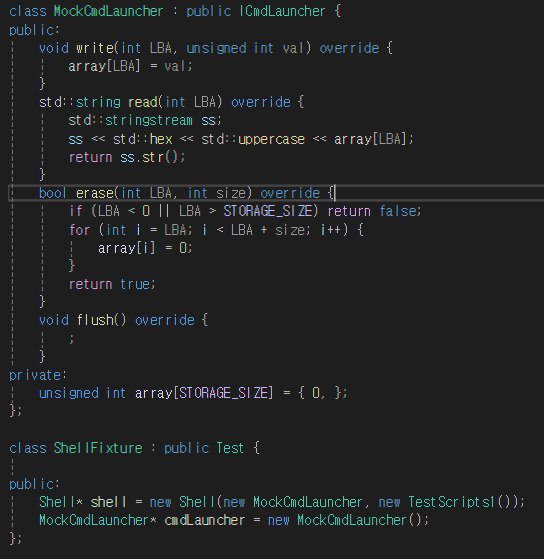 class MockCmdLauncher : public ICmdLauncher {
public:
    void write(int LBA, unsigned int val) override {
        array[LBA] = val;
    }
    std::string read(int LBA) override {
        std::stringstream ss;
        ss << std::hex << std::uppercase << array[LBA];
        return ss.str();
    }
    bool erase(int LBA, int size) override {
        if (LBA < 0 || LBA > STORAGE_SIZE) return false;
        for (int i = LBA; i < LBA + size; i++) {
            array[i] = 0;
        }
        return true;
    }
    void flush() override {
        ;
    }
private:
    unsigned int array[STORAGE_SIZE] = { 0, };
};

class ShellFixture : public Test {

public:
    Shell* shell = new Shell(new MockCmdLauncher, new TestScripts1());
    MockCmdLauncher* cmdLauncher = new MockCmdLauncher();
};